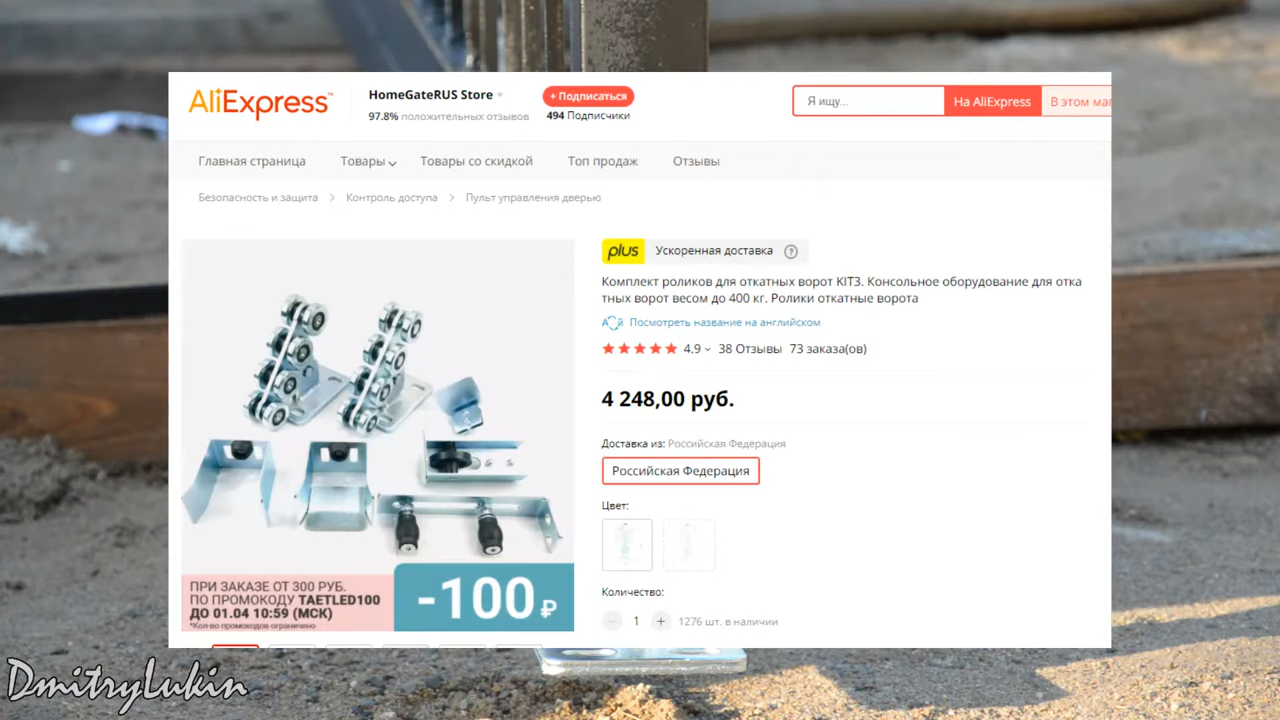 AliExpress™
HomeGateRUS Store
97.8% положительных отзывов
+ Подписаться
494 Подписчики
Я ищу...
На AliExpress
В этом маг
Главная страница
Товары
Товары со скидкой
Топ продаж
Отзывы
Безопасность и защита > Контроль доступа > Пульт управления дверью
plus Ускоренная доставка ?
Комплект роликов для откатных ворот KIT3. Консольное оборудование для отка
тных ворот весом до 400 кг. Ролики откатные ворота
Посмотреть название на английском
4.9 38 Отзывы 73 заказа(ов)
4 248,00 руб.
Доставка из: Российская Федерация
Российская Федерация
Цвет:
Количество:
− 1 + 1276 шт. в наличии
ПРИ ЗАКАЗЕ ОТ 300 РУБ.
ПО ПРОМОКОДУ TAETLED100
ДО 01.04 10:59 (МСК)
*Кол-во промокодов ограничено
-100 ₽
DmitryLukin